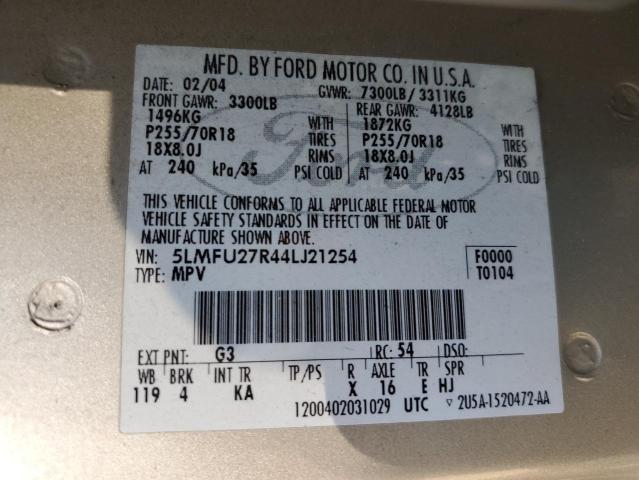 MFD. BY FORD MOTOR CO. IN U.S.A.
DATE: 02/04 GVWR: 7300LB/ 3311KG
FRONT GAWR: 3300LB REAR GAWR: 4128LB
1496KG WITH 1872KG WITH
P255/70R18 TIRES P255/70R18 TIRES
18X8.0J RIMS 18X8.0J RIMS
AT 240 kPa/35 PSI COLD AT 240 kPa/35 PSI COLD
Ford
THIS VEHICLE CONFORMS TO ALL APPLICABLE FEDERAL MOTOR
VEHICLE SAFETY STANDARDS IN EFFECT ON THE DATE OF
MANUFACTURE SHOWN ABOVE.
VIN: 5LMFU27R44LJ21254 F0000
TYPE: MPV T0104
EXT PNT: G3 RC: 54 DSO:
WB BRK INT TR TP/PS R AXLE TR SPR
119 4 KA X 16 E HJ
1200402031029 UTC ▿ 2U5A-1520472-AA